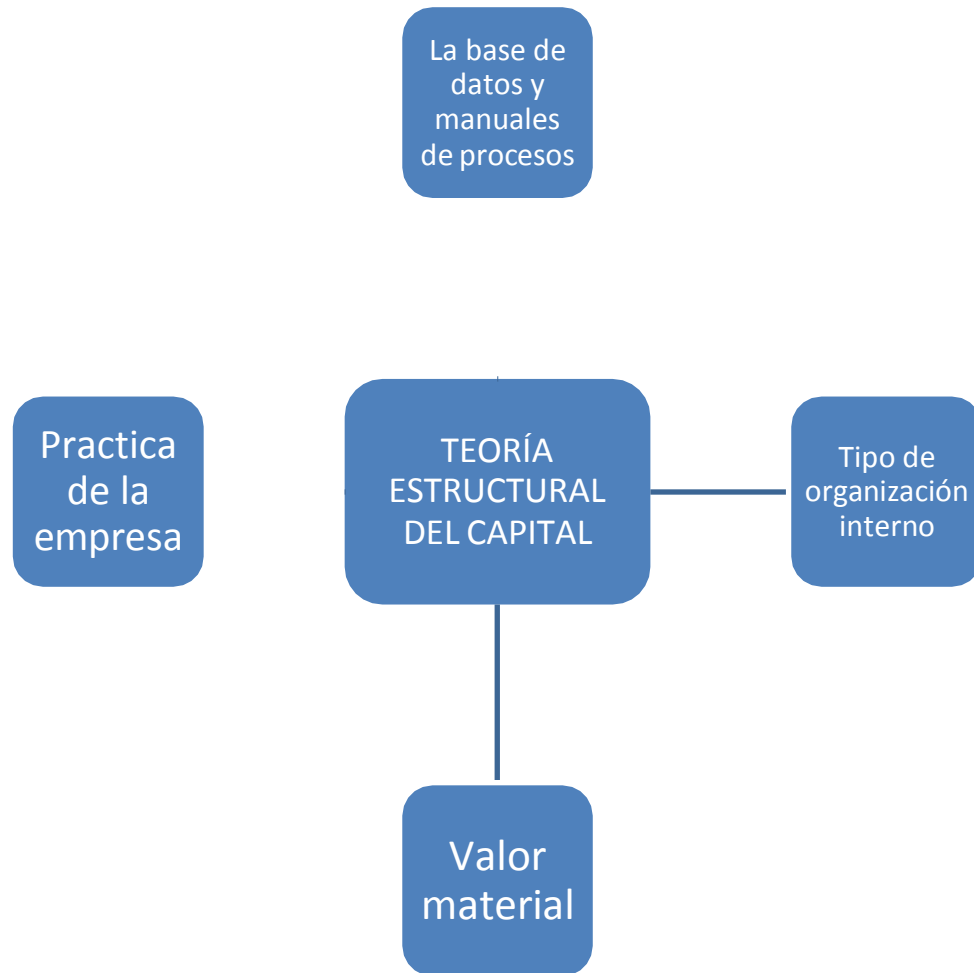 La base de
datos y
manuales
de procesos
Practica
de la
empresa
TEORÍA
ESTRUCTURAL
DEL CAPITAL
Tipo de
organización
interno
Valor
material